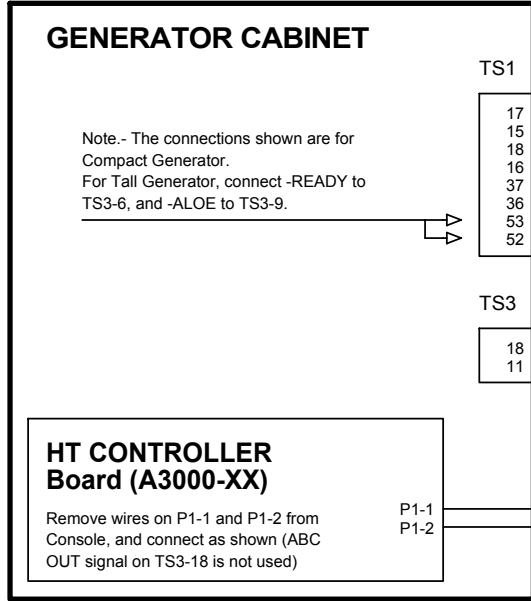 GENERATOR CABINET
TS1
Note.- The connections shown are for
Compact Generator.
For Tall Generator, connect -READY to
TS3-6, and -ALOE to TS3-9.
17
15
18
16
37
36
53
52
TS3
18
11
HT CONTROLLER
Board (A3000-XX)
Remove wires on P1-1 and P1-2 from
Console, and connect as shown (ABC
OUT signal on TS3-18 is not used)
P1-1
P1-2